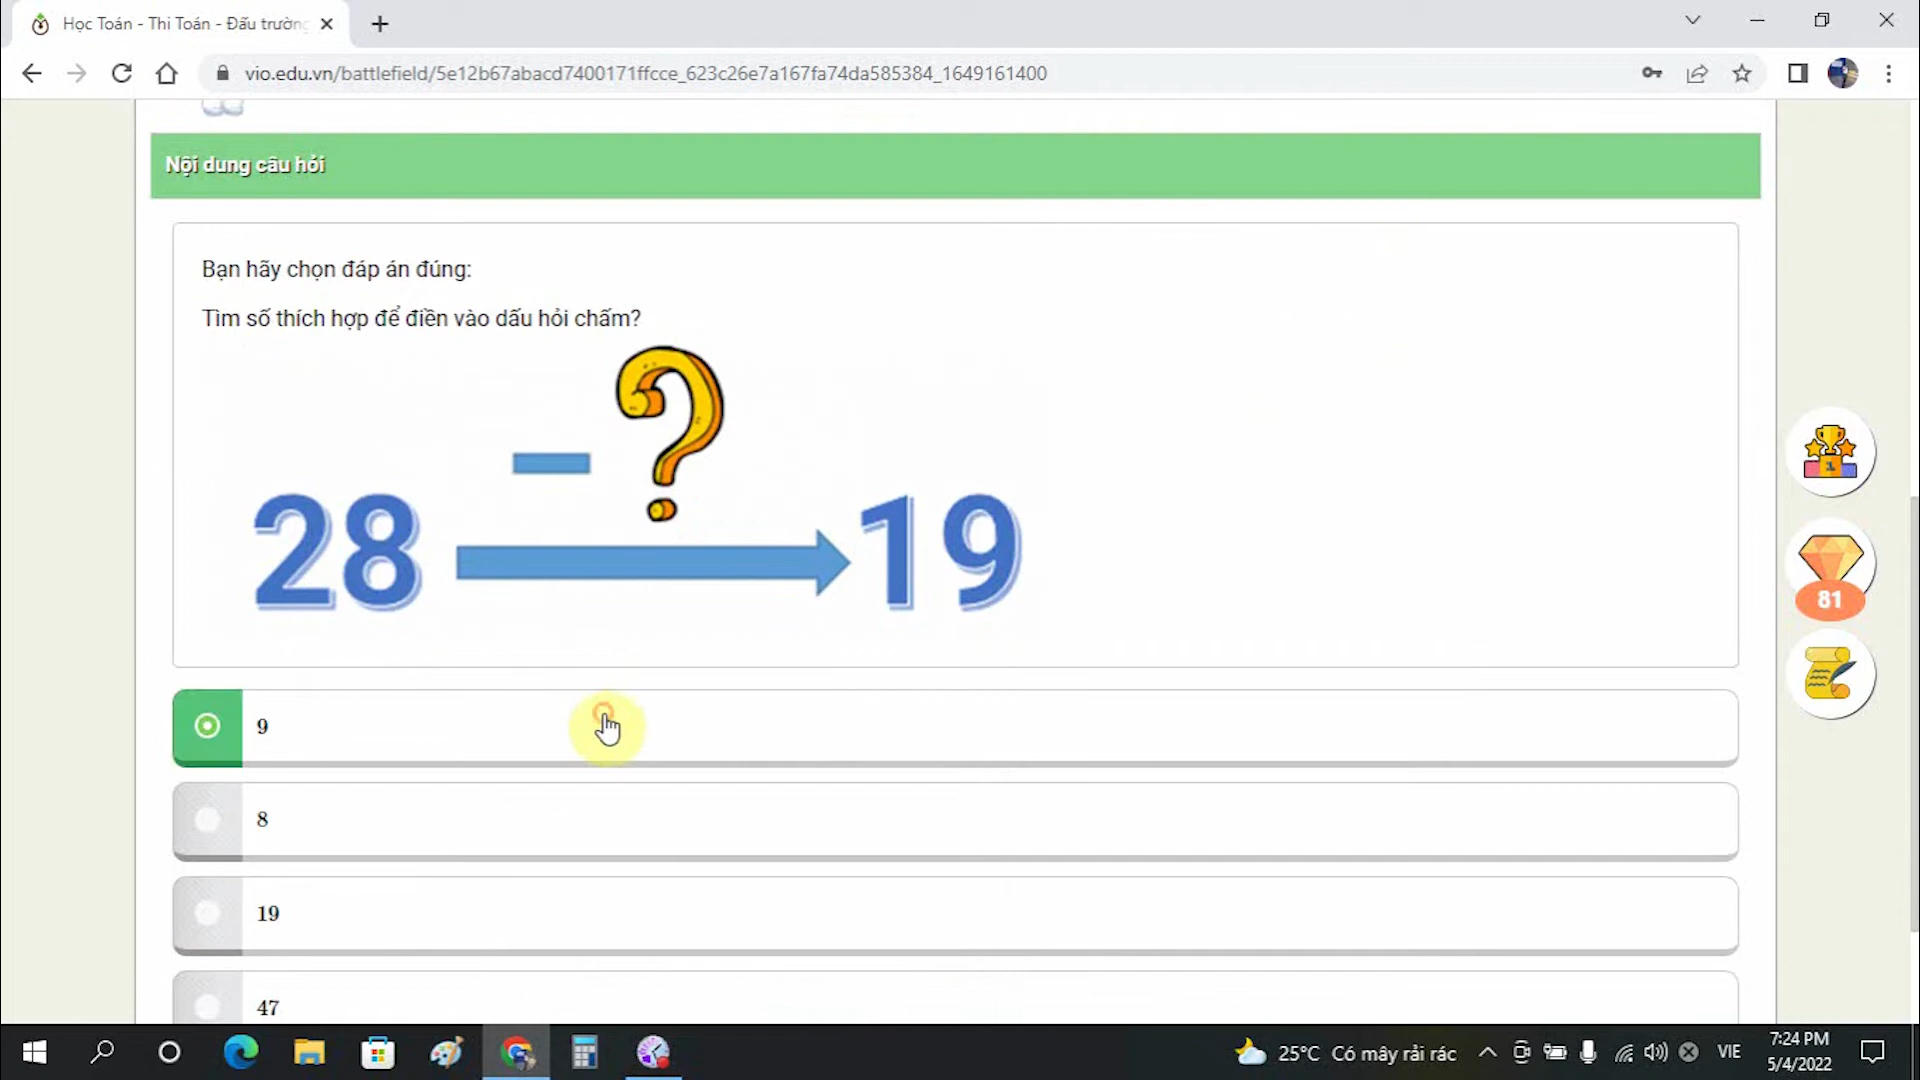 Học Toán - Thi Toán - Đấu trường
vio.edu.vn/battlefield/5e12b67abacd7400171ffcce_623c26e7a167fa74da585384_1649161400
Nội dung câu hỏi
Bạn hãy chọn đáp án đúng:
Tìm số thích hợp để điền vào dấu hỏi chấm?
– ?
28 19
1
81
9
8
19
47
25°C Có mây rải rác
VIE
7:24 PM
5/4/2022